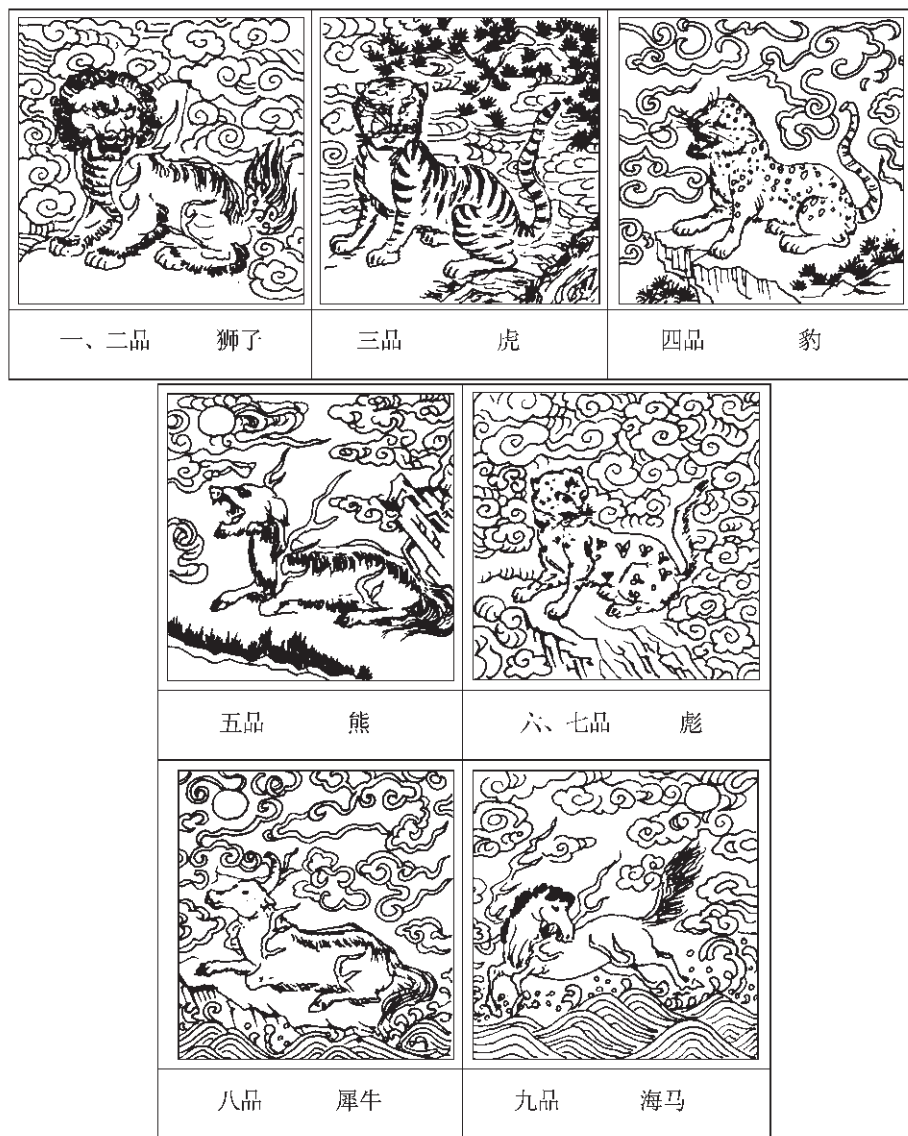 一、二品 狮子
三品 虎
四品 豹
五品 熊
六、七品 彪
八品 犀牛
九品 海马